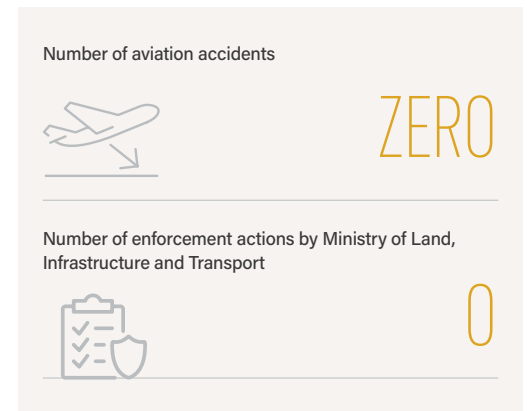 Number of aviation accidents
ZERO
Number of enforcement actions by Ministry of Land,
Infrastructure and Transport
0